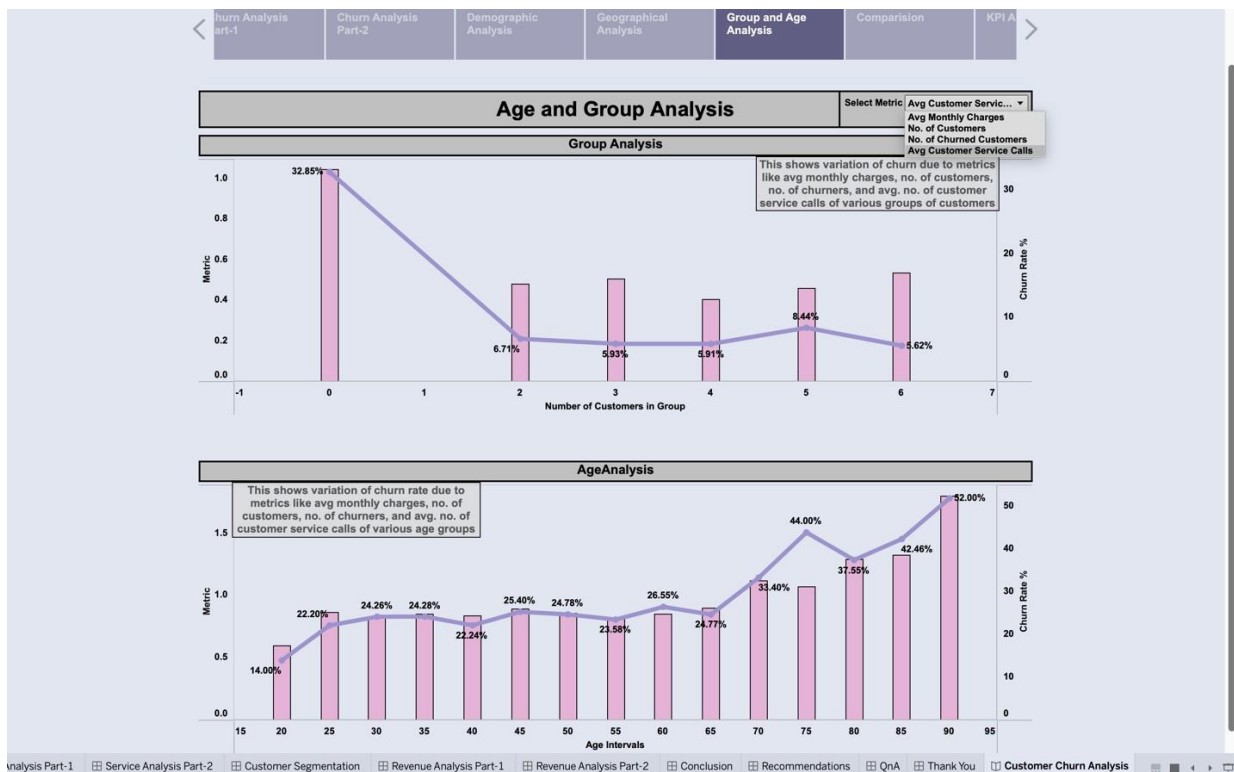 hurn Analysis
art-1
Churn Analysis
Part-2
Demographic
Analysis
Geographical
Analysis
Group and Age
Analysis
Comparision
KPI A
Age and Group Analysis
Select Metric
Avg Customer Servic...
Avg Monthly Charges
No. of Customers
No. of Churned Customers
Avg Customer Service Calls
Group Analysis
This shows variation of churn due to metrics
like avg monthly charges, no. of customers,
no. of churners, and avg. no. of customer
service calls of various groups of customers
1.0
0.8
0.6
0.4
0.2
0.0
Metric
32.85%
6.71%
5.93%
5.91%
8.44%
5.62%
30
20
10
0
Churn Rate %
-1 0 1 2 3 4 5 6 7
Number of Customers in Group
AgeAnalysis
This shows variation of churn rate due to
metrics like avg monthly charges, no. of
customers, no. of churners, and avg. no. of
customer service calls of various age groups
1.5
1.0
0.5
0.0
Metric
14.00%
22.20%
24.26%
24.28%
22.24%
25.40%
24.78%
23.58%
26.55%
24.77%
33.40%
44.00%
37.55%
42.46%
52.00%
50
40
30
20
10
0
Churn Rate %
15 20 25 30 35 40 45 50 55 60 65 70 75 80 85 90 95
Age Intervals
nalysis Part-1
Service Analysis Part-2
Customer Segmentation
Revenue Analysis Part-1
Revenue Analysis Part-2
Conclusion
Recommendations
QnA
Thank You
Customer Churn Analysis